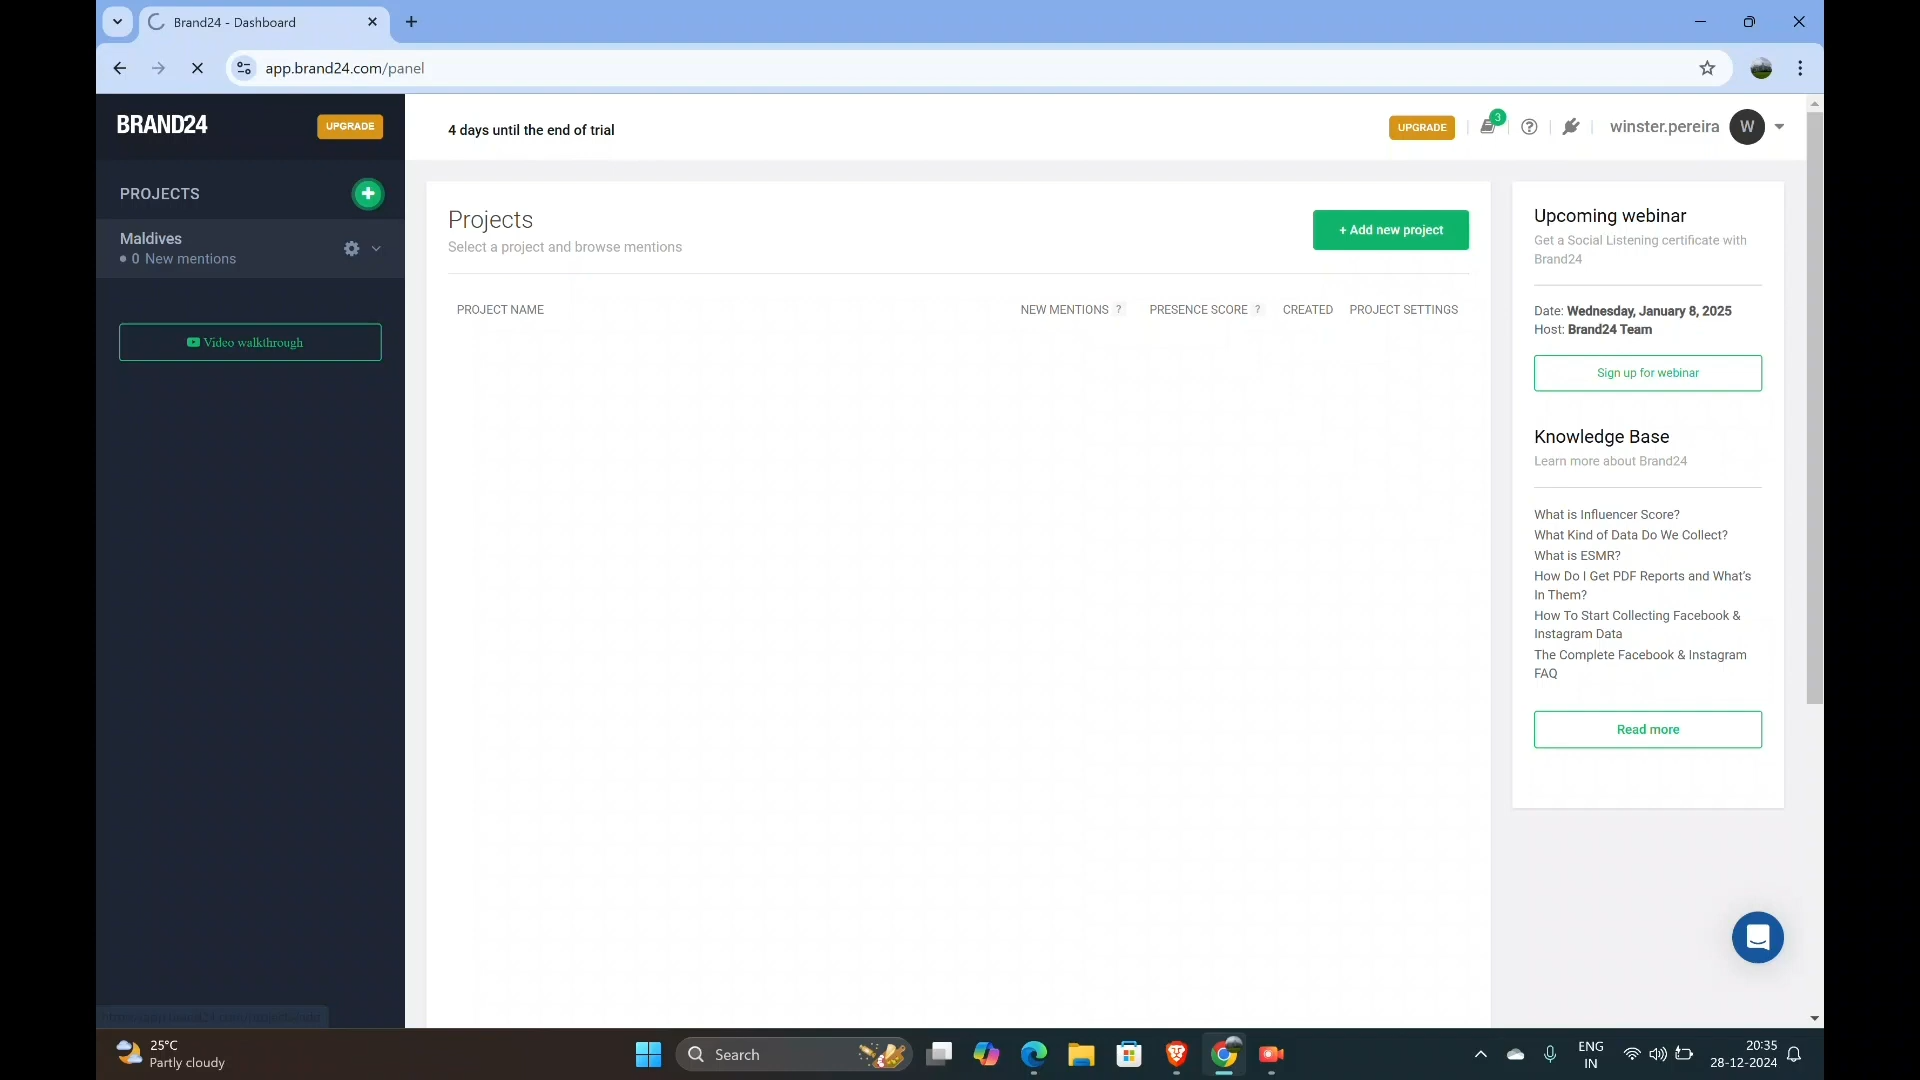 Brand24 - Dashboard
app.brand24.com/panel
BRAND24
UPGRADE
4 days until the end of trial
UPGRADE
3
winster.pereira
W
PROJECTS
Maldives
0 New mentions
Video walkthrough
Projects
Select a project and browse mentions
+ Add new project
PROJECT NAME
NEW MENTIONS ?
PRESENCE SCORE ?
CREATED
PROJECT SETTINGS
Upcoming webinar
Get a Social Listening certificate with
Brand24
Date: Wednesday, January 8, 2025
Host: Brand24 Team
Sign up for webinar
Knowledge Base
Learn more about Brand24
What is Influencer Score?
What Kind of Data Do We Collect?
What is ESMR?
How Do I Get PDF Reports and What's
In Them?
How To Start Collecting Facebook &
Instagram Data
The Complete Facebook & Instagram
FAQ
Read more
25°C
Partly cloudy
Search
ENG
IN
20:35
28-12-2024